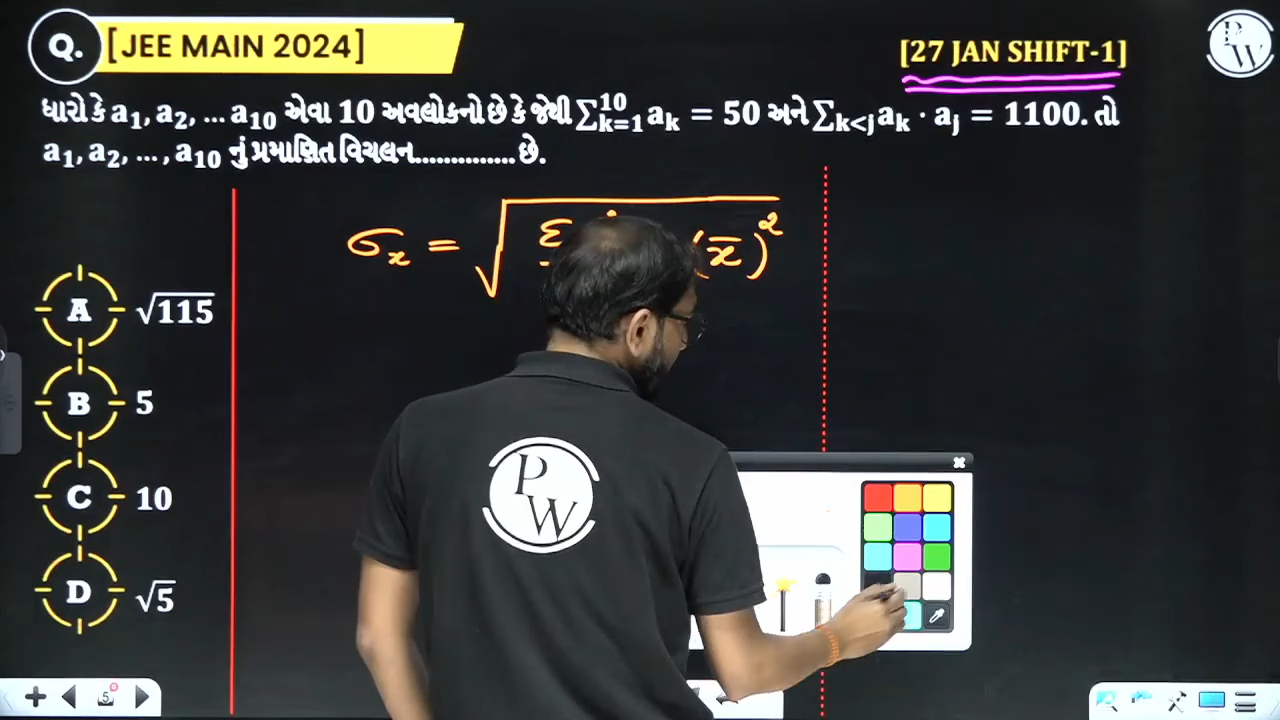 Q.
[JEE MAIN 2024]
[27 JAN SHIFT-1]
PW
ધારો કે a₁, a₂, ... a₁₀ એવા 10 અવલોકનો છે કે જેથી ∑¹⁰ₖ₌₁ aₖ = 50 અને ∑ₖ<ⱼ aₖ · aⱼ = 1100. તો
a₁, a₂, ..., a₁₀ નું પ્રમાણિત વિચલન.............. છે.
σₓ = √ Σ (x̄)²
A √115
B 5
C 10
D √5
PW